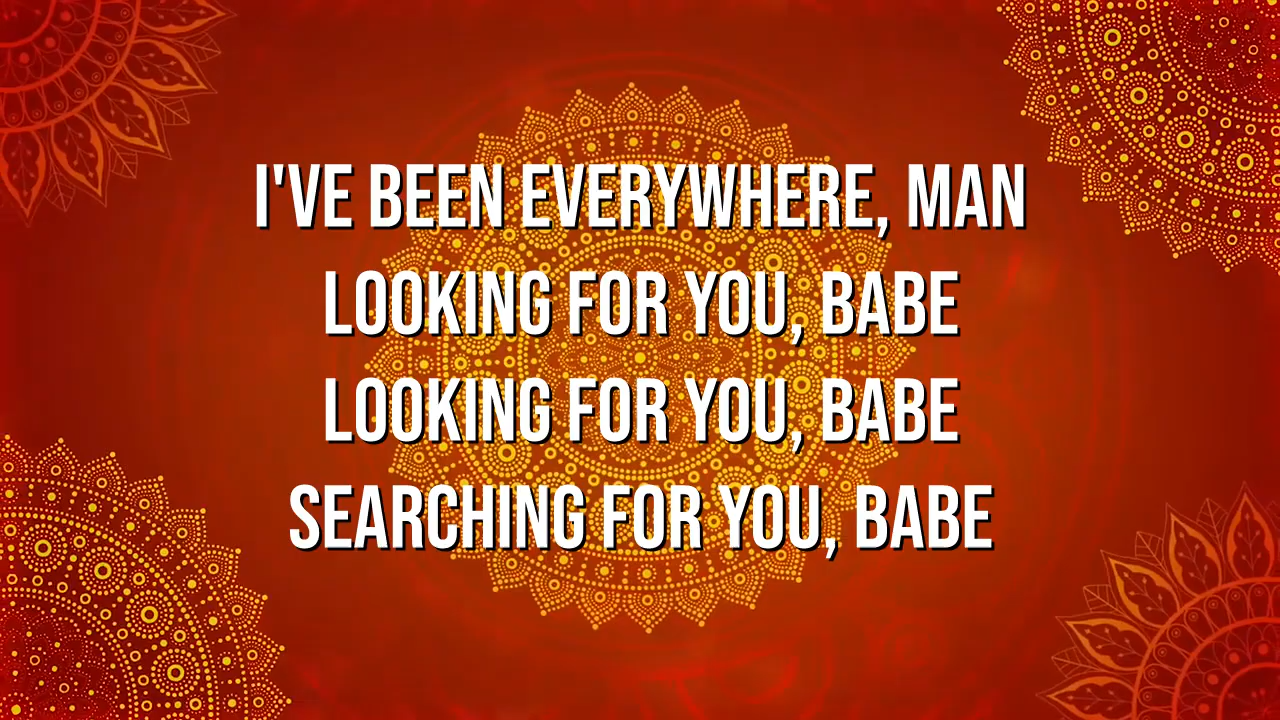 I'VE BEEN EVERYWHERE, MAN
LOOKING FOR YOU, BABE
LOOKING FOR YOU, BABE
SEARCHING FOR YOU, BABE